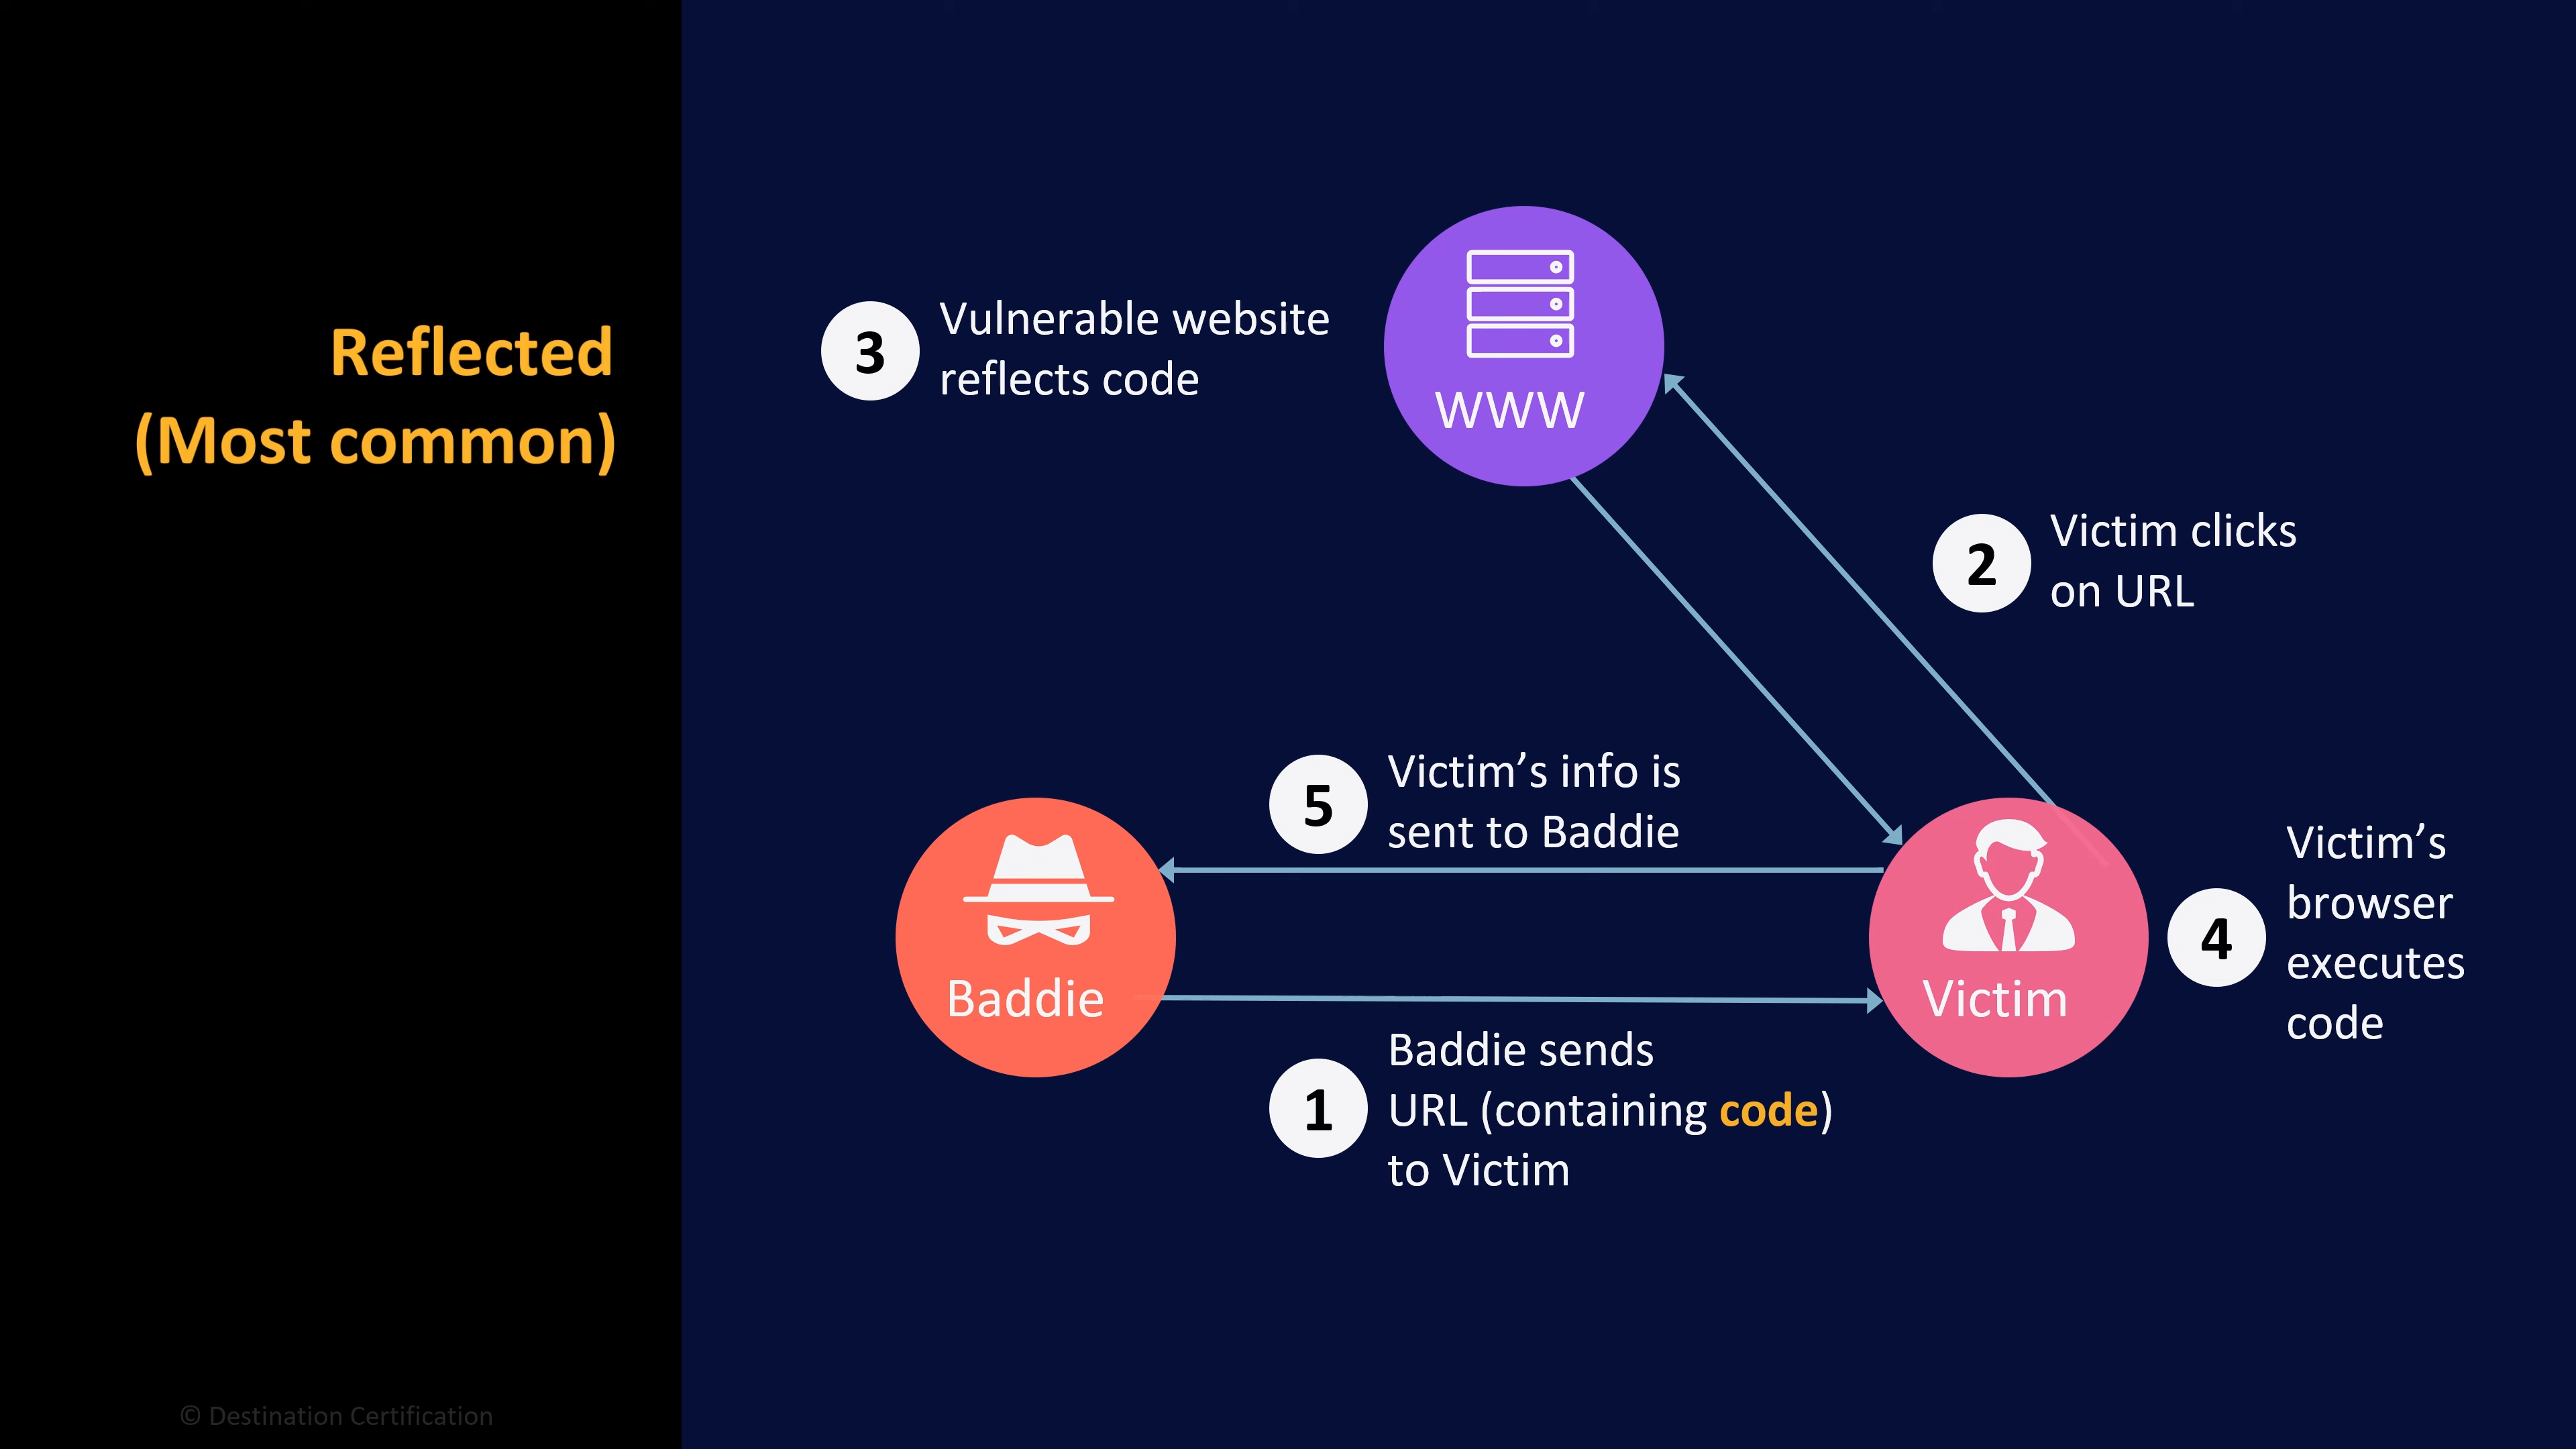 Reflected
(Most common)
3
Vulnerable website
reflects code
WWW
2
Victim clicks
on URL
5
Victim’s info is
sent to Baddie
Baddie
Victim
4
Victim’s
browser
executes
code
1
Baddie sends
URL (containing code)
to Victim
© Destination Certification